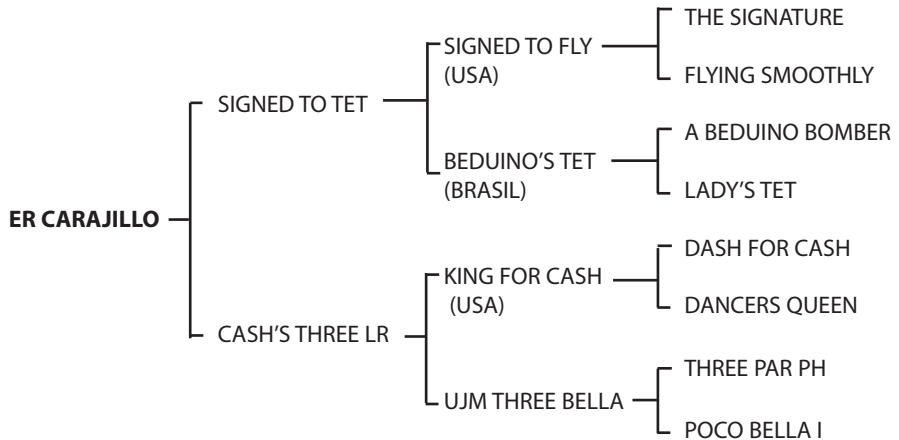 THE SIGNATURE
SIGNED TO FLY
(USA)
FLYING SMOOTHLY
SIGNED TO TET
A BEDUINO BOMBER
BEDUINO’S TET
(BRASIL)
LADY’S TET
ER CARAJILLO
DASH FOR CASH
KING FOR CASH
(USA)
DANCERS QUEEN
CASH’S THREE LR
THREE PAR PH
UJM THREE BELLA
POCO BELLA I